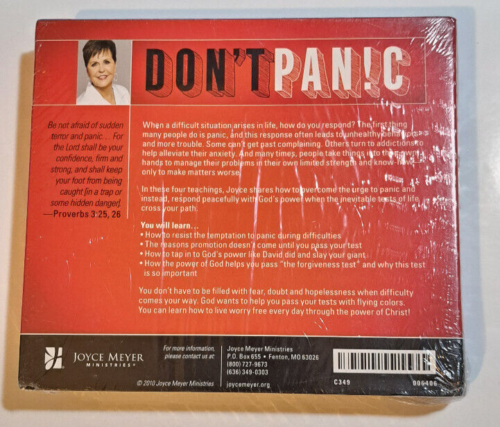 DON'T PAN!C
Be not afraid of sudden
terror and panic... For
the Lord shall be your
confidence, firm and
strong, and shall keep
your foot from being
caught [in a trap or
some hidden danger].
—Proverbs 3:25, 26
When a difficult situation arises in life, how do you respond? The first thing
many people do is panic, and this response often leads to unhealthy
and more trouble. Some can't get past complaining. Others turn to addictions to
help alleviate their anxiety. And many times, people take things into their
hands to manage their problems in their own limited strength and know
only to make matters worse.
In these four teachings, Joyce shares how to overcome the urge to panic and
instead, respond peacefully with God's power when the inevitable tests of life
cross your path.
You will learn...
• How to resist the temptation to panic during difficulties
• The reasons promotion doesn't come until you pass your test
• How to tap in to God's power like David did and slay your giant
• How the power of God helps you pass "the forgiveness test" and why this test
is so important
You don't have to be filled with fear, doubt and hopelessness when difficulty
comes your way. God wants to help you pass your tests with flying colors.
You can learn how to live worry free every day through the power of Christ!
JOYCE MEYER
MINISTRIES®
For more information,
please contact us at:
© 2010 Joyce Meyer Ministries
Joyce Meyer Ministries
P.O. Box 655 • Fenton, MO 63026
(800) 727-9673
(636) 349-0303
joycemeyer.org
C349 006406